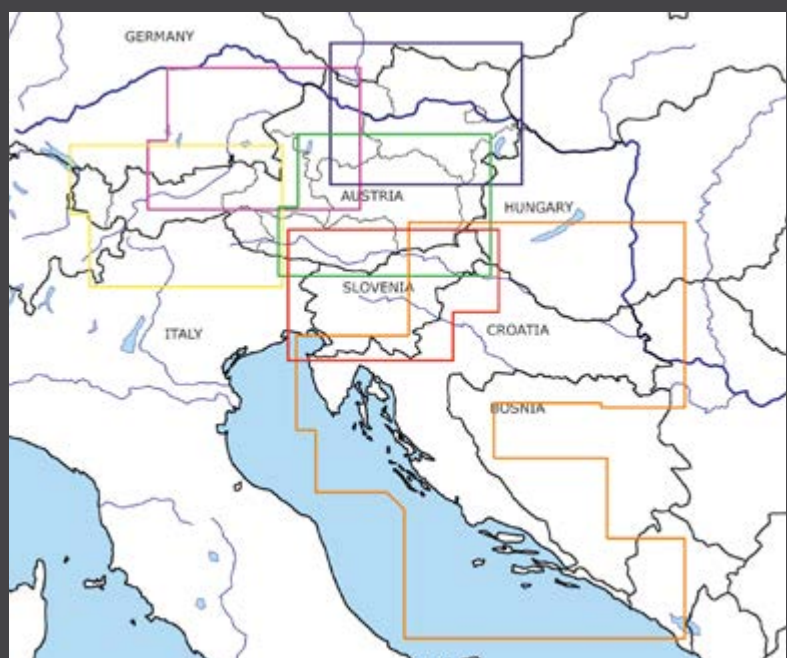 GERMANY
AUSTRIA
HUNGARY
SLOVENIA
ITALY
CROATIA
BOSNIA